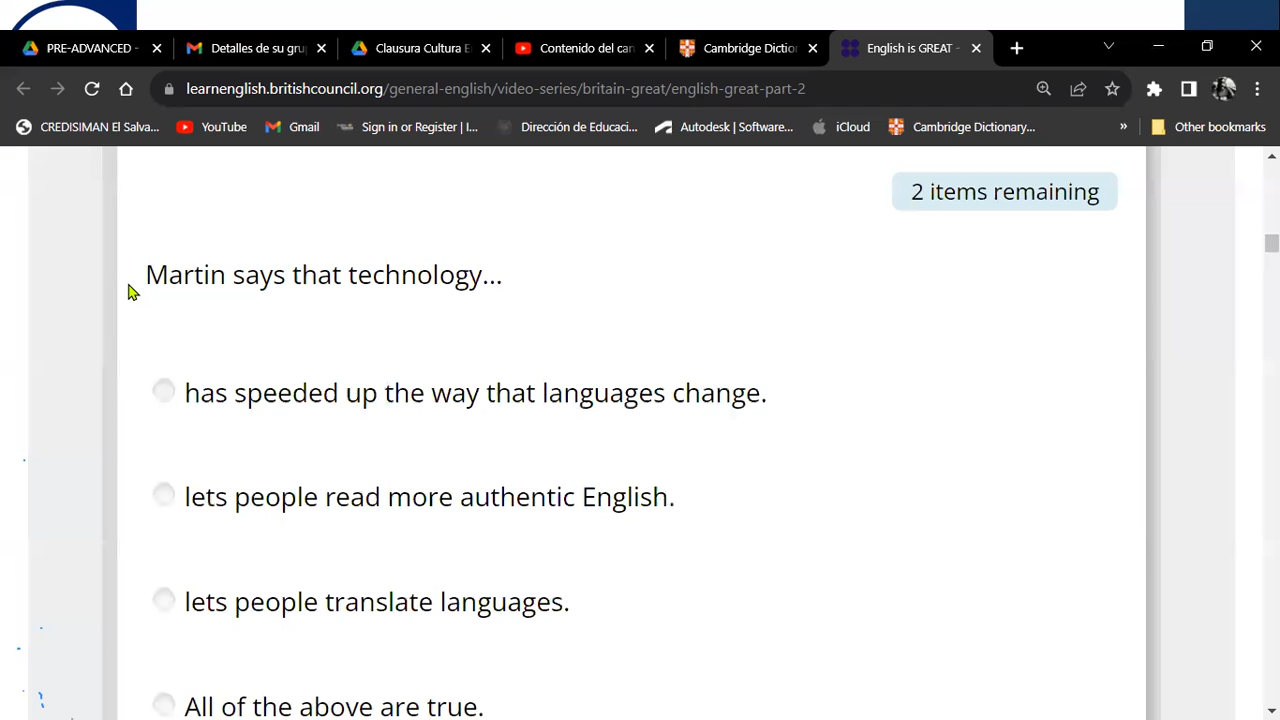 PRE-ADVANCED -
Detalles de su gru
Clausura Cultura E
Contenido del can
Cambridge Dictior
English is GREAT -
learnenglish.britishcouncil.org/general-english/video-series/britain-great/english-great-part-2
CREDISIMAN El Salva...
YouTube
Gmail
Sign in or Register | I...
Dirección de Educaci...
Autodesk | Software...
iCloud
Cambridge Dictionary...
»
Other bookmarks
2 items remaining
Martin says that technology...
has speeded up the way that languages change.
lets people read more authentic English.
lets people translate languages.
All of the above are true.